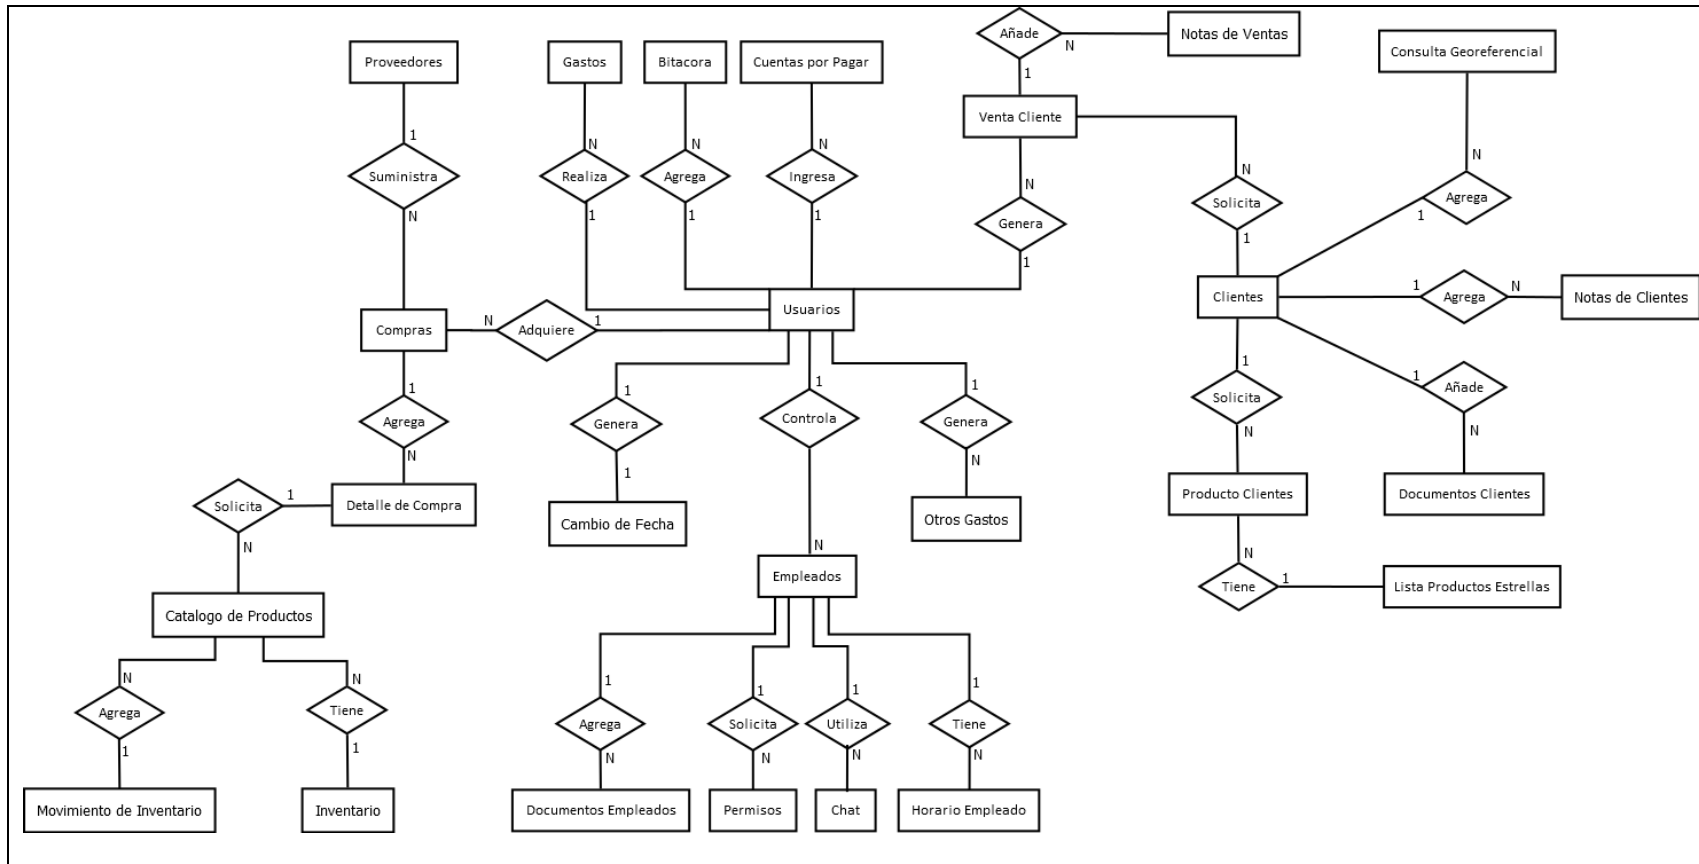 Añade
N
Notas de Ventas
1
Consulta Georeferencial
Proveedores
Gastos
Bitacora
Cuentas por Pagar
Venta Cliente
1
N
N
N
N
N
N
Suministra
Realiza
Agrega
Ingresa
Solicita
Agrega
N
1
1
1
Genera
1
1
1
Usuarios
Clientes
1
Agrega
N
Notas de Clientes
Compras
N
Adquiere
1
1
1
1
1
1
1
Solicita
Añade
Agrega
Genera
Controla
Genera
N
N
N
1
N
Solicita
1
Detalle de Compra
Cambio de Fecha
Otros Gastos
Producto Clientes
Documentos Clientes
N
N
N
Empleados
Tiene
1
Lista Productos Estrellas
Catalogo de Productos
N
N
1
1
1
1
Agrega
Tiene
Agrega
Solicita
Utiliza
Tiene
1
1
N
N
N
N
Movimiento de Inventario
Inventario
Documentos Empleados
Permisos
Chat
Horario Empleado